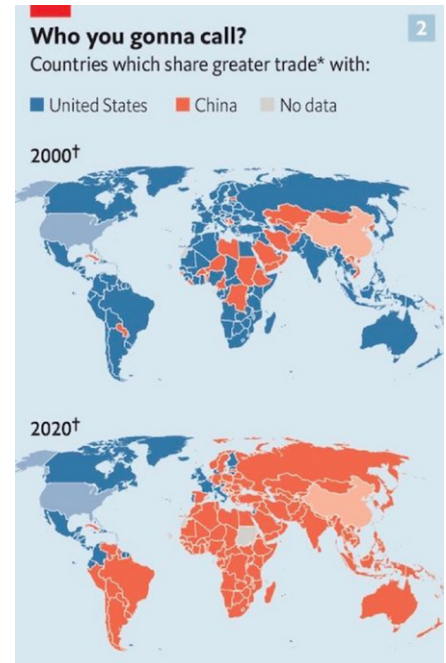 Who you gonna call?
2
Countries which share greater trade* with:
United States China No data
2000†
2020†